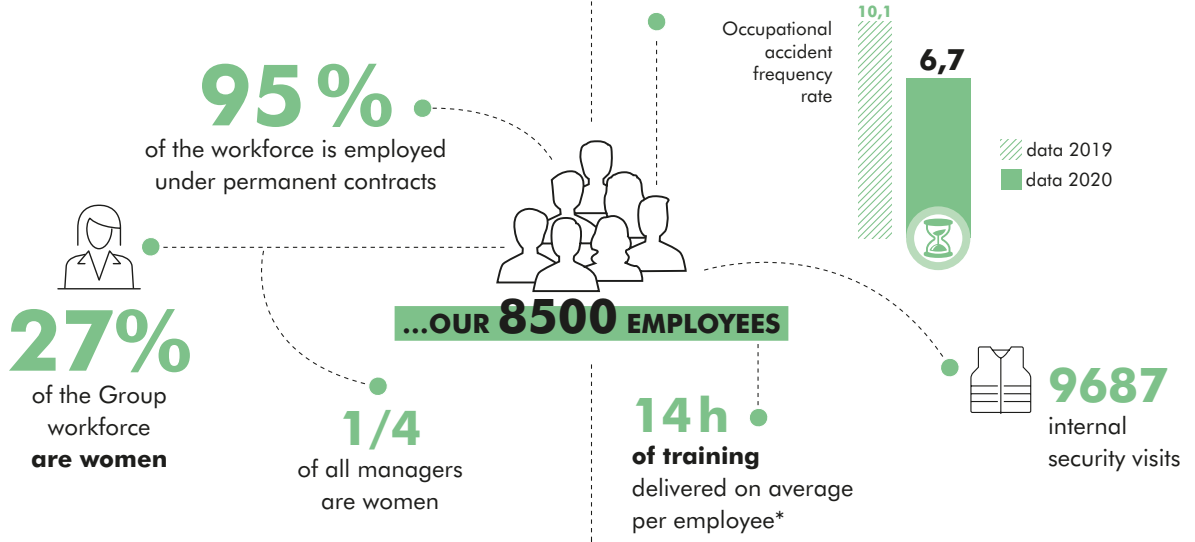 95 %
of the workforce is employed
under permanent contracts
27%
of the Group
workforce
are women
1/4
of all managers
are women
...OUR 8500 EMPLOYEES
14 h
of training
delivered on average
per employee*
Occupational
accident
frequency
rate
10,1
6,7
data 2019
data 2020
9687
internal
security visits